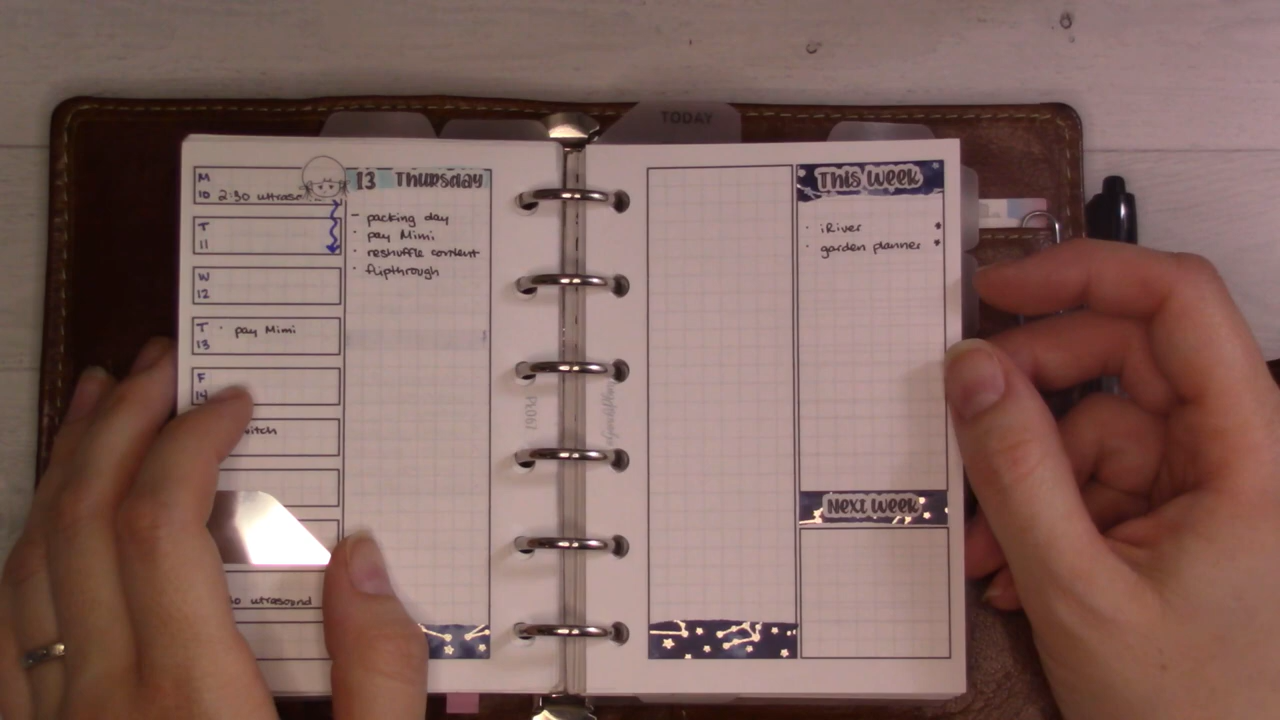 TODAY
M
10 2:30 ultraso
T
11
W
12
T
13 · pay Mimi
F
14
witch
30 ultrasound
13 Thursday
- packing day
· pay Mimi
· reshuffle content
· flipthrough
This Week
· iRiver *
· garden planner *
Next Week